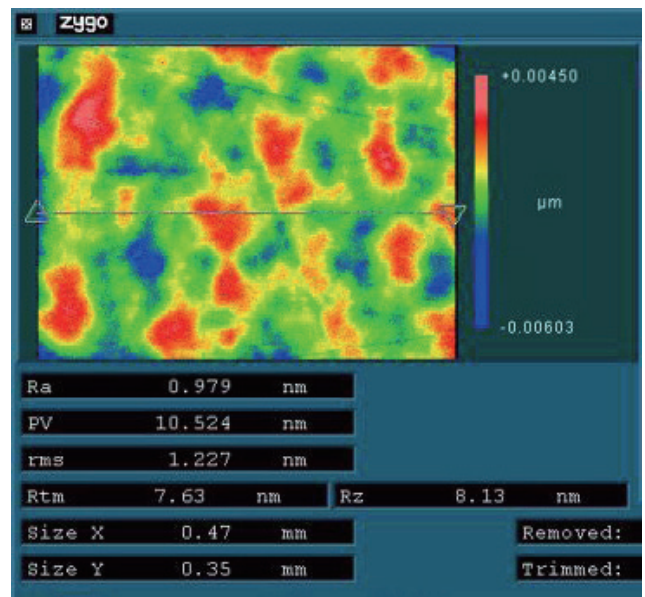 zygo
+0.00450
µm
-0.00603
Ra 0.979 nm
PV 10.524 nm
rms 1.227 nm
Rtm 7.63 nm Rz 8.13 nm
Size X 0.47 mm Removed:
Size Y 0.35 mm Trimmed: